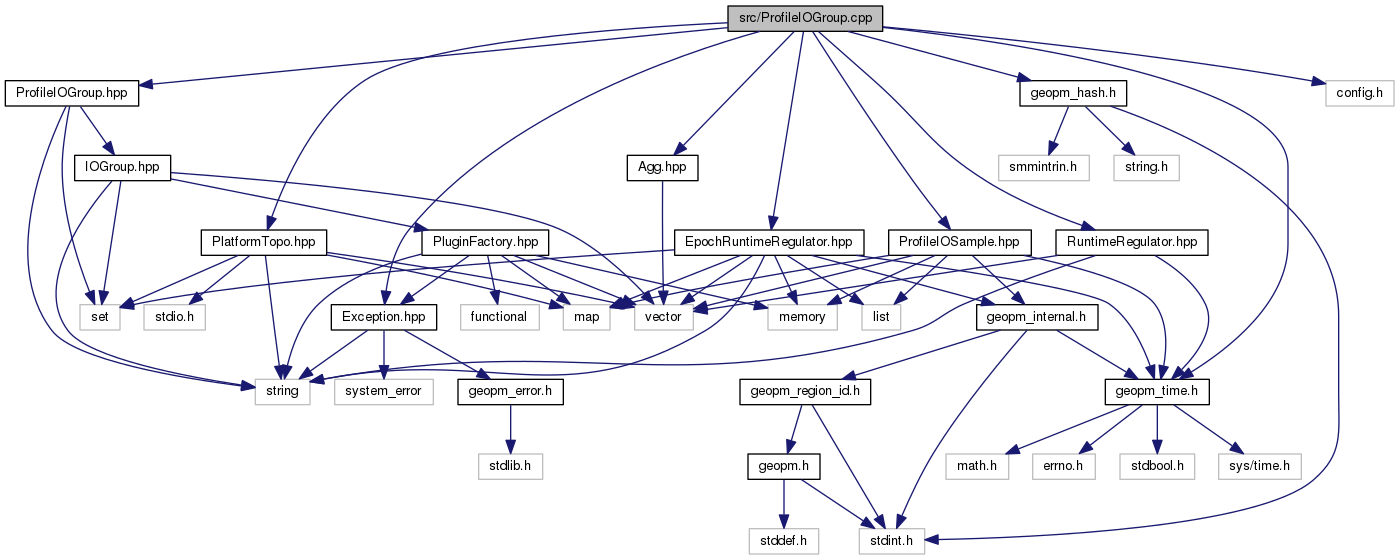 src/ProfileIOGroup.cpp
ProfileIOGroup.hpp
geopm_hash.h
config.h
IOGroup.hpp
Agg.hpp
smmintrin.h
string.h
PlatformTopo.hpp
PluginFactory.hpp
EpochRuntimeRegulator.hpp
ProfileIOSample.hpp
RuntimeRegulator.hpp
set
stdio.h
Exception.hpp
functional
map
vector
memory
list
geopm_internal.h
string
system_error
geopm_error.h
geopm_region_id.h
geopm_time.h
stdlib.h
geopm.h
math.h
errno.h
stdbool.h
sys/time.h
stddef.h
stdint.h